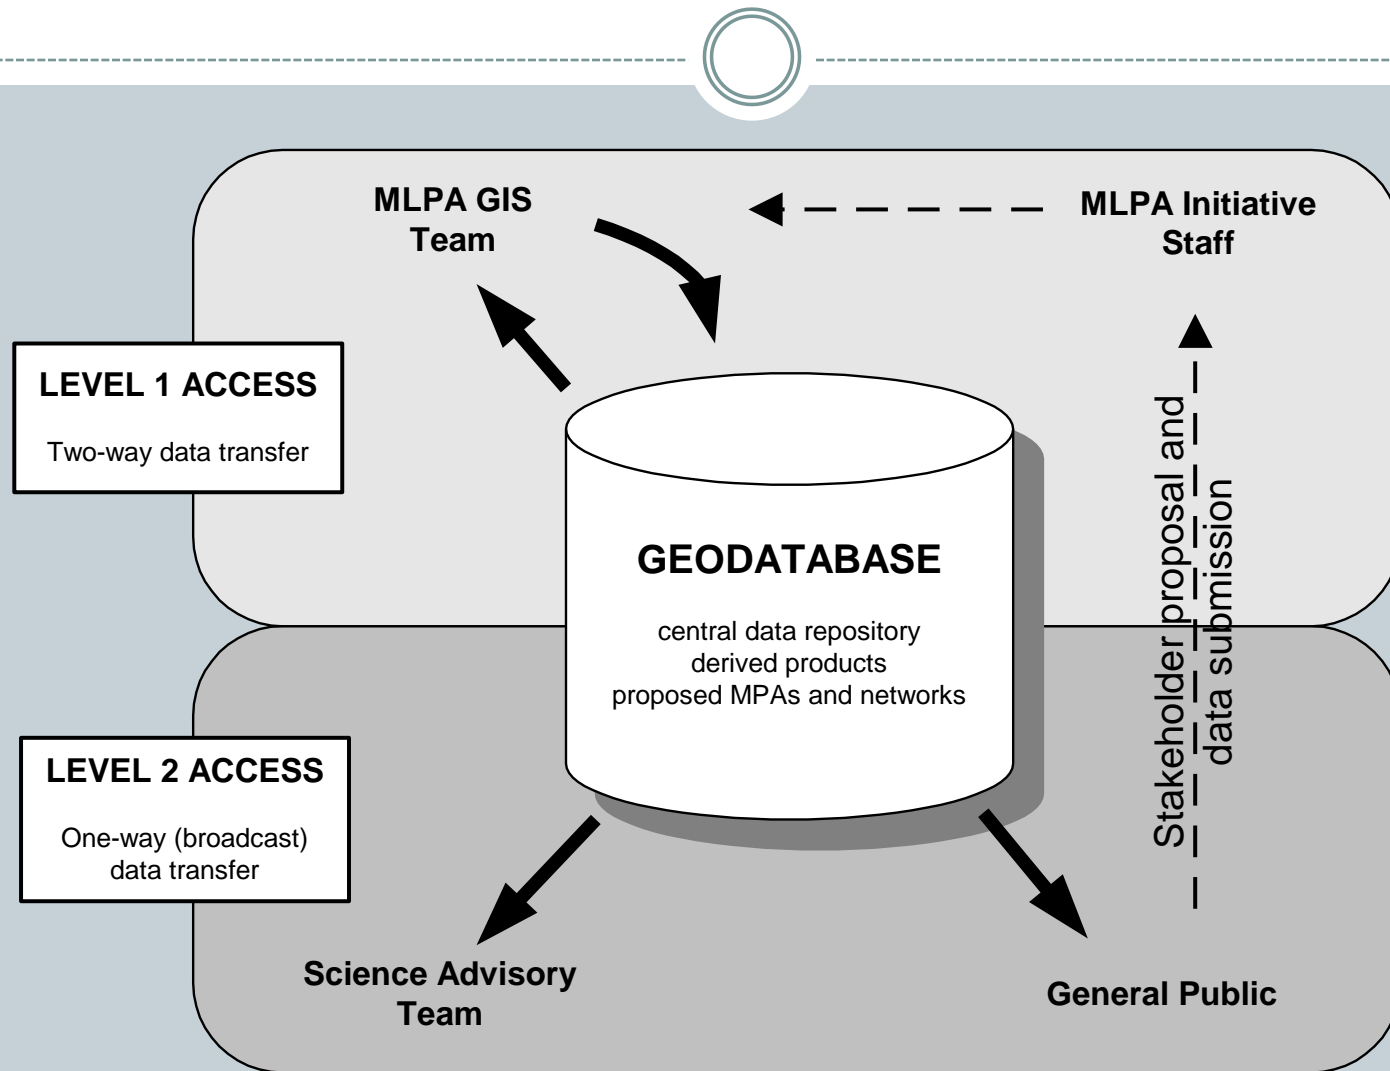 MLPA GIS
Team
MLPA Initiative
Staff
LEVEL 1 ACCESS
Two-way data transfer
GEODATABASE
central data repository
derived products
proposed MPAs and networks
Stakeholder proposal and
data submission
LEVEL 2 ACCESS
One-way (broadcast)
data transfer
Science Advisory
Team
General Public